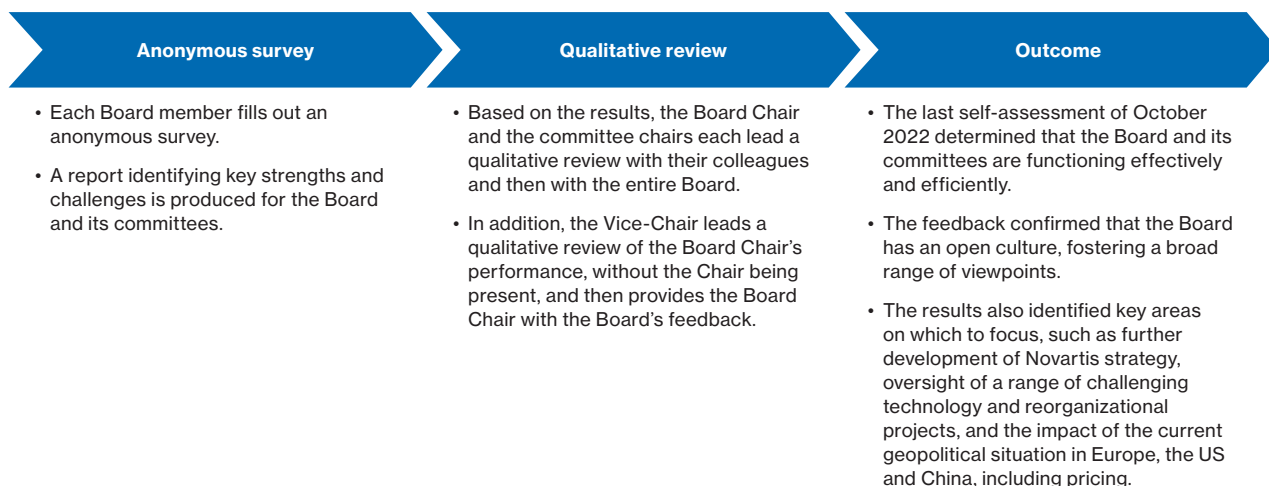 Anonymous survey
• Each Board member fills out an
anonymous survey.
• A report identifying key strengths and
challenges is produced for the Board
and its committees.
Qualitative review
• Based on the results, the Board Chair
and the committee chairs each lead a
qualitative review with their colleagues
and then with the entire Board.
• In addition, the Vice-Chair leads a
qualitative review of the Board Chair's
performance, without the Chair being
present, and then provides the Board
Chair with the Board's feedback.
Outcome
• The last self-assessment of October
2022 determined that the Board and its
committees are functioning effectively
and efficiently.
• The feedback confirmed that the Board
has an open culture, fostering a broad
range of viewpoints.
• The results also identified key areas
on which to focus, such as further
development of Novartis strategy,
oversight of a range of challenging
technology and reorganizational
projects, and the impact of the current
geopolitical situation in Europe, the US
and China, including pricing.